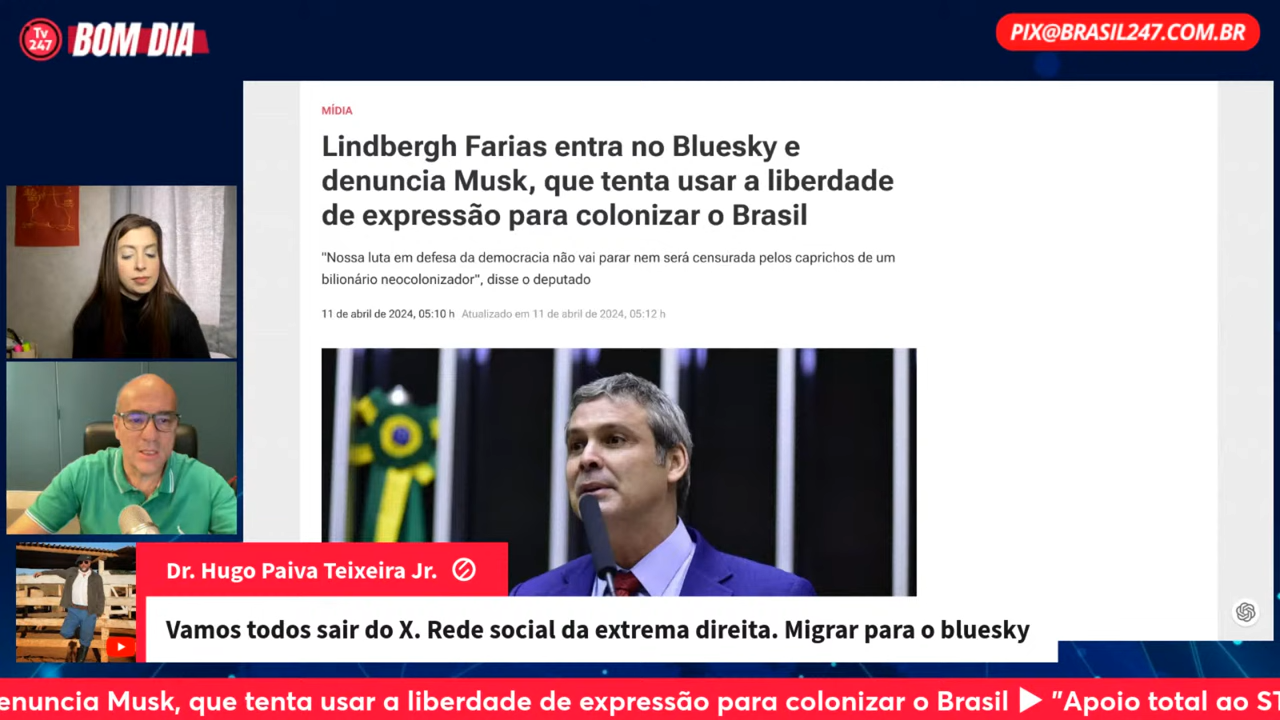 Tv 247
BOM DIA
PIX@BRASIL247.COM.BR
MÍDIA
Lindbergh Farias entra no Bluesky e
denuncia Musk, que tenta usar a liberdade
de expressão para colonizar o Brasil
"Nossa luta em defesa da democracia não vai parar nem será censurada pelos caprichos de um
bilionário neocolonizador", disse o deputado
11 de abril de 2024, 05:10 h Atualizado em 11 de abril de 2024, 05:12 h
Dr. Hugo Paiva Teixeira Jr.
Vamos todos sair do X. Rede social da extrema direita. Migrar para o bluesky
enuncia Musk, que tenta usar a liberdade de expressão para colonizar o Brasil ▶ "Apoio total ao ST